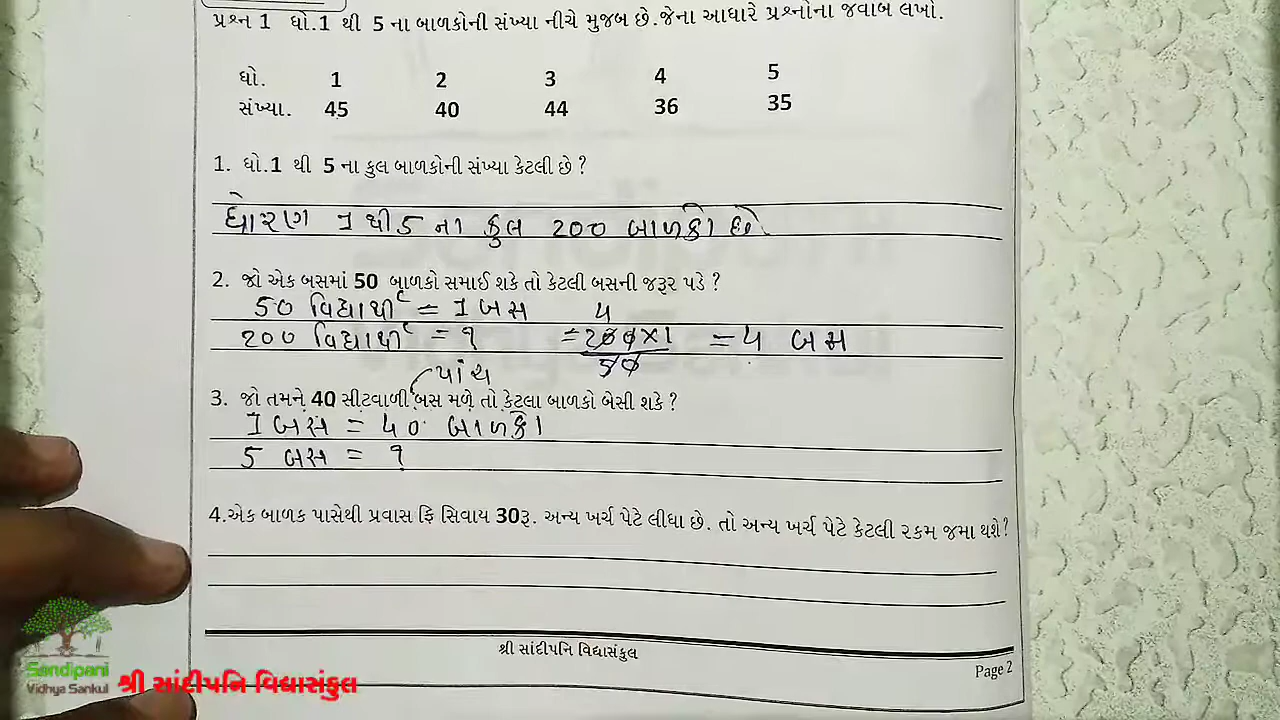 પ્રશ્ન 1 ધો.1 થી 5 ના બાળકોની સંખ્યા નીચે મુજબ છે.જેના આધારે પ્રશ્નોના જવાબ લખો.
ધો. 1 2 3 4 5
સંખ્યા. 45 40 44 36 35
1. ધો.1 થી 5 ના કુલ બાળકોની સંખ્યા કેટલી છે ?
ધોરણ 1 થી 5 ના કુલ 200 બાળકો છે.
2. જો એક બસમાં 50 બાળકો સમાઈ શકે તો કેટલી બસની જરૂર પડે ?
50 વિદ્યાર્થી = 1 બસ ૪
200 વિદ્યાર્થી = ? = 200×1 = ૪ બસ
50
પાંચ
3. જો તમને 40 સીટવાળી બસ મળે તો કેટલા બાળકો બેસી શકે ?
1 બસ = ૪0 બાળકો
5 બસ = ?
4.એક બાળક પાસેથી પ્રવાસ ફિ સિવાય 30રૂ. અન્ય ખર્ચ પેટે લીધા છે. તો અન્ય ખર્ચ પેટે કેટલી રકમ જમા થશે?
શ્રી સાંદીપનિ વિદ્યાસંકુલ
Page 2
Sandipani
Vidhya Sankul
શ્રી સાંદીપનિ વિદ્યાસંકુલ